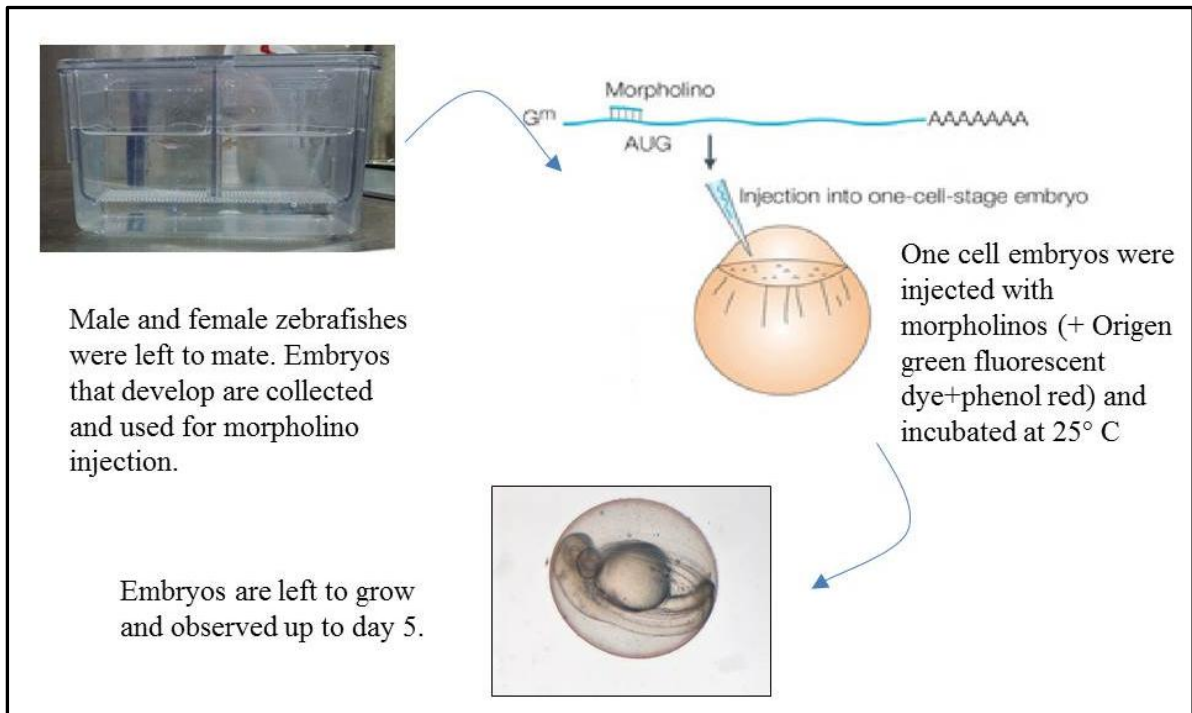 Morpholino
Gm
AAAAAAA
AUG
Injection into one-cell-stage embryo
Male and female zebrafishes
were left to mate. Embryos
that develop are collected
and used for morpholino
injection.
One cell embryos were
injected with
morpholinos (+ Origen
green fluorescent
dye+phenol red) and
incubated at 25° C
Embryos are left to grow
and observed up to day 5.